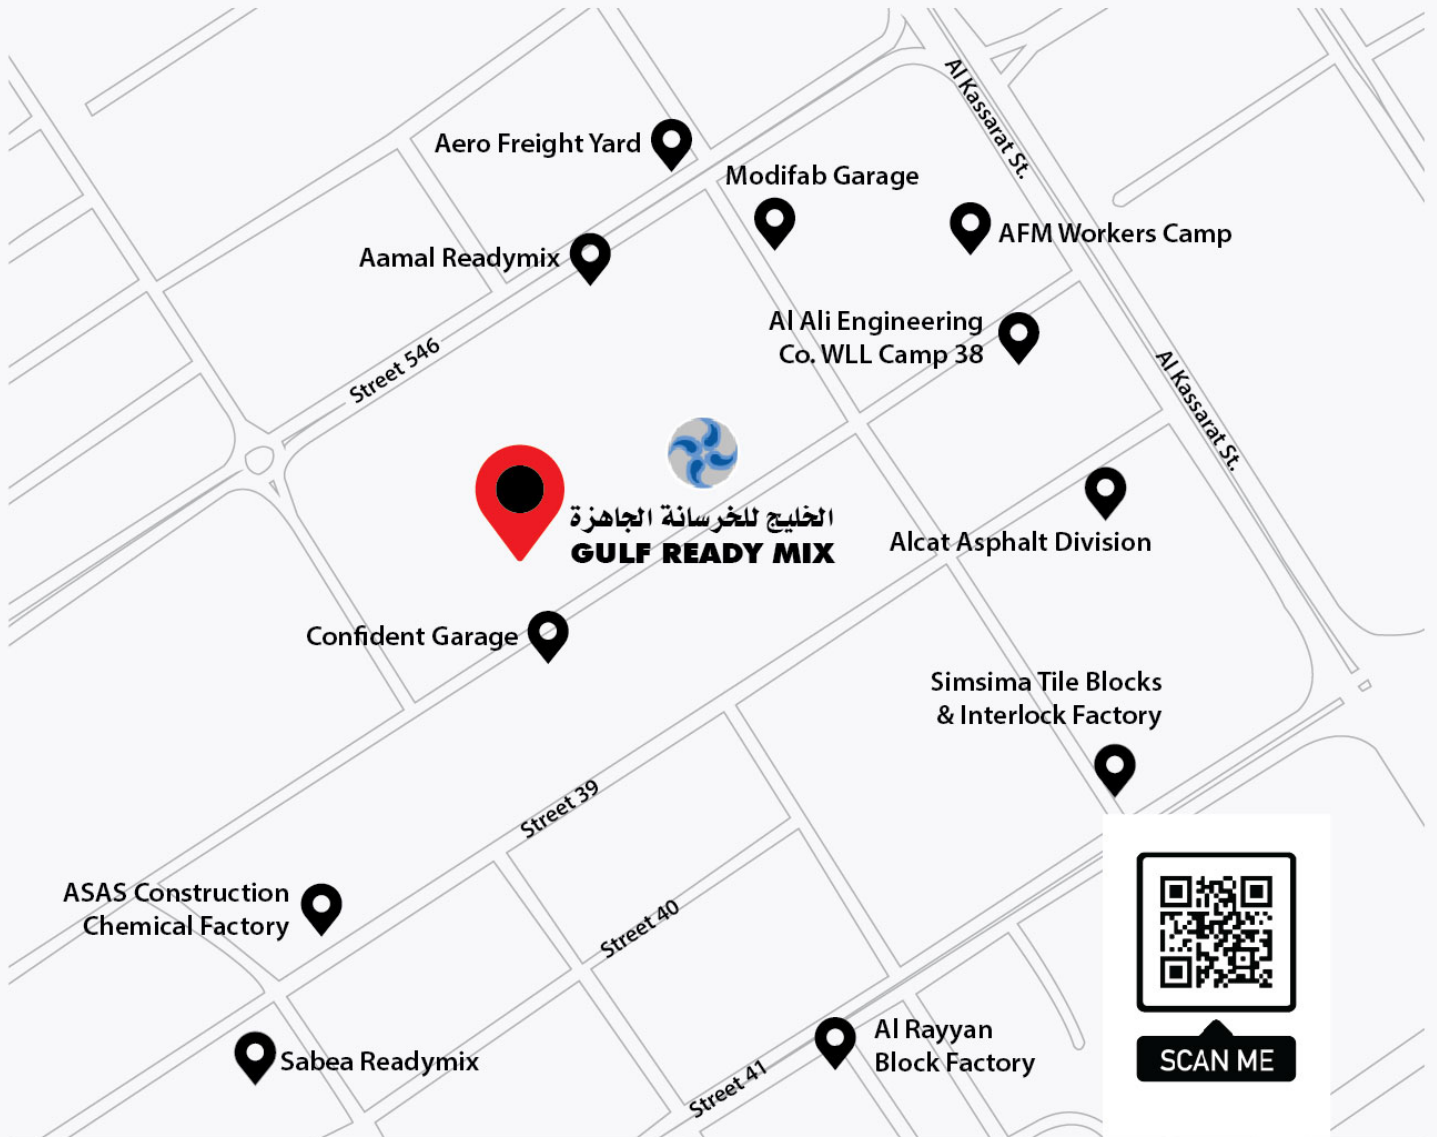 Al Kassarat St.
Aero Freight Yard
Modifab Garage
AFM Workers Camp
Aamal Readymix
Al Ali Engineering
Co. WLL Camp 38
Street 546
Al Kassarat St.
الخليج للخرسانة الجاهزة
GULF READY MIX
Alcat Asphalt Division
Confident Garage
Simsima Tile Blocks
& Interlock Factory
Street 39
ASAS Construction
Chemical Factory
Street 40
Al Rayyan
Block Factory
Sabea Readymix
Street 41
SCAN ME